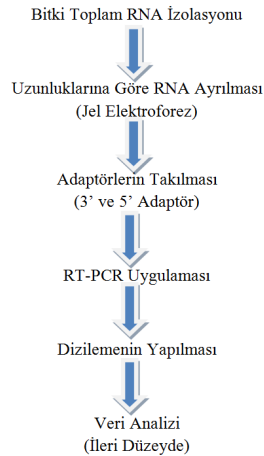 Bitki Toplam RNA İzolasyonu
Uzunluklarına Göre RNA Ayrılması
(Jel Elektroforez)
Adaptörlerin Takılması
(3’ ve 5’ Adaptör)
RT-PCR Uygulaması
Dizilemenin Yapılması
Veri Analizi
(İleri Düzeyde)